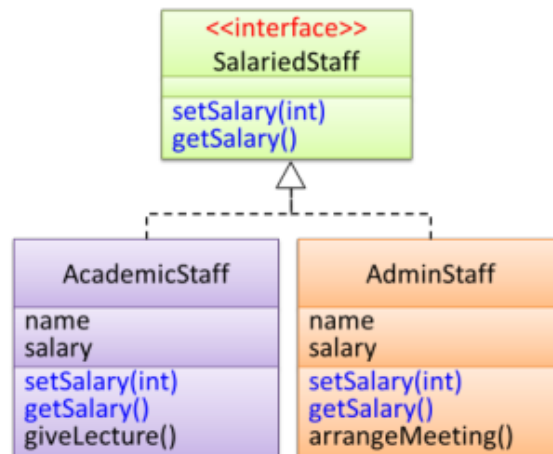 <<interface>>
SalariedStaff
setSalary(int)
getSalary()
AcademicStaff
name
salary
setSalary(int)
getSalary()
giveLecture()
AdminStaff
name
salary
setSalary(int)
getSalary()
arrangeMeeting()